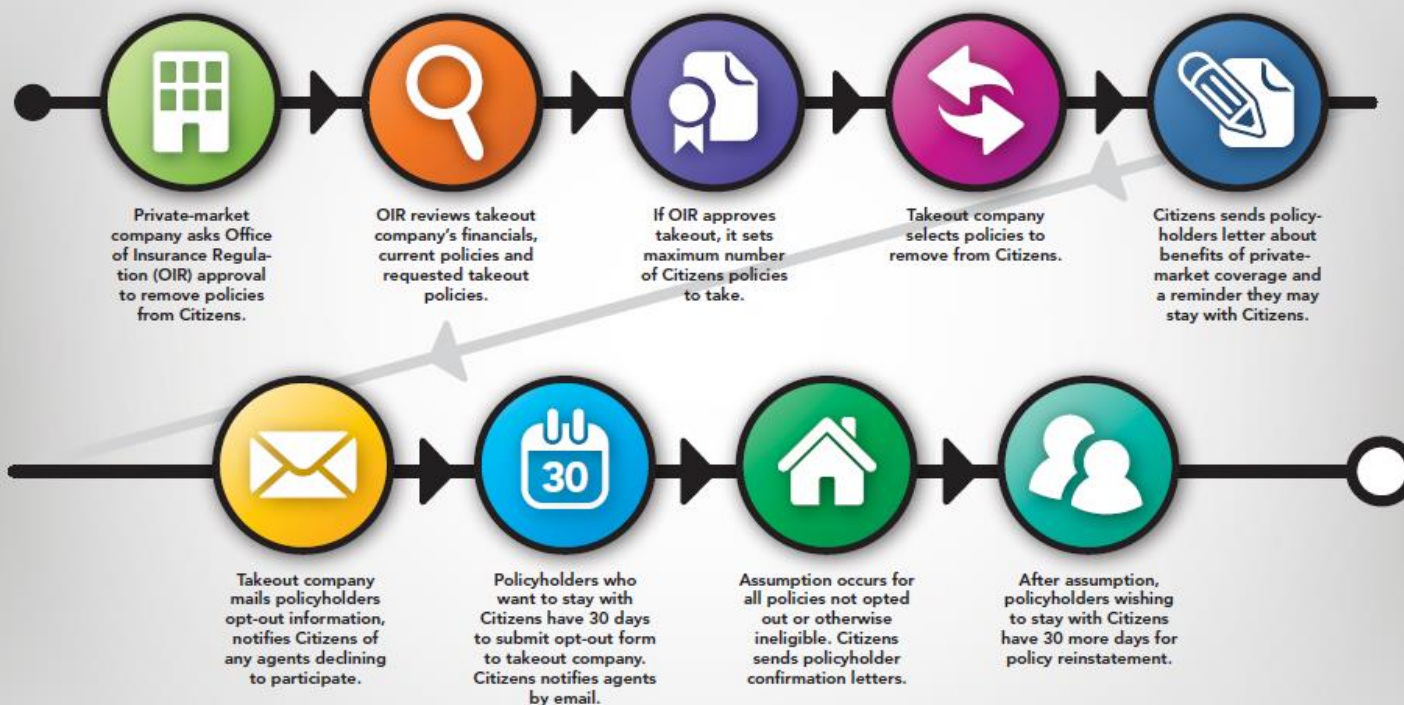 Private-market
company asks Office
of Insurance Regula-
tion (OIR) approval
to remove policies
from Citizens.
OIR reviews takeout
company's financials,
current policies and
requested takeout
policies.
If OIR approves
takeout, it sets
maximum number
of Citizens policies
to take.
Takeout company
selects policies to
remove from Citizens.
Citizens sends policy-
holders letter about
benefits of private-
market coverage and
a reminder they may
stay with Citizens.
Takeout company
mails policyholders
opt-out information,
notifies Citizens of
any agents declining
to participate.
30
Policyholders who
want to stay with
Citizens have 30 days
to submit opt-out form
to takeout company.
Citizens notifies agents
by email.
Assumption occurs for
all policies not opted
out or otherwise
ineligible. Citizens
sends policyholder
confirmation letters.
After assumption,
policyholders wishing
to stay with Citizens
have 30 more days for
policy reinstatement.